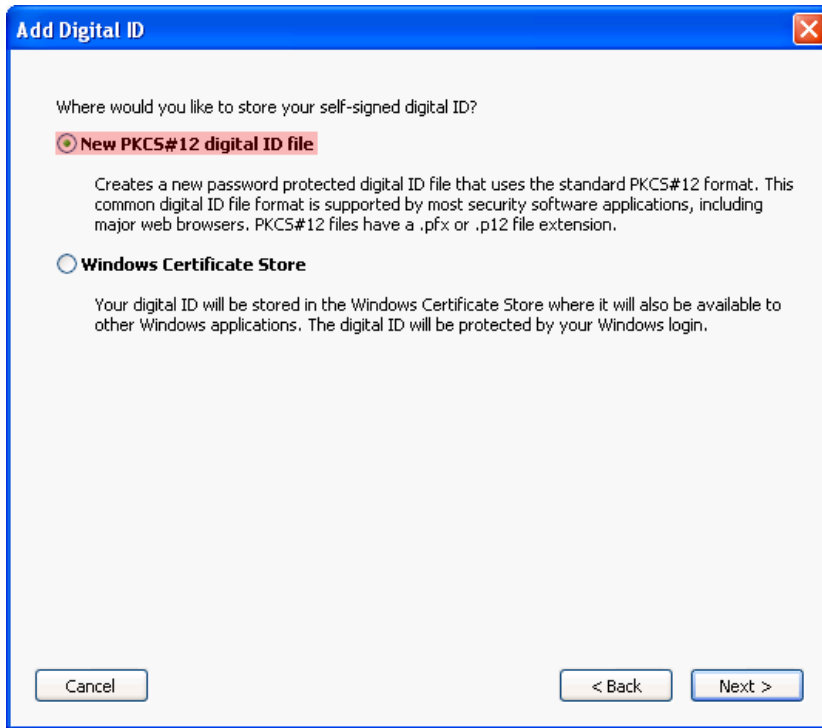 Add Digital ID
Where would you like to store your self-signed digital ID?
New PKCS#12 digital ID file
Creates a new password protected digital ID file that uses the standard PKCS#12 format. This
common digital ID file format is supported by most security software applications, including
major web browsers. PKCS#12 files have a .pfx or .p12 file extension.
Windows Certificate Store
Your digital ID will be stored in the Windows Certificate Store where it will also be available to
other Windows applications. The digital ID will be protected by your Windows login.
Cancel
< Back
Next >